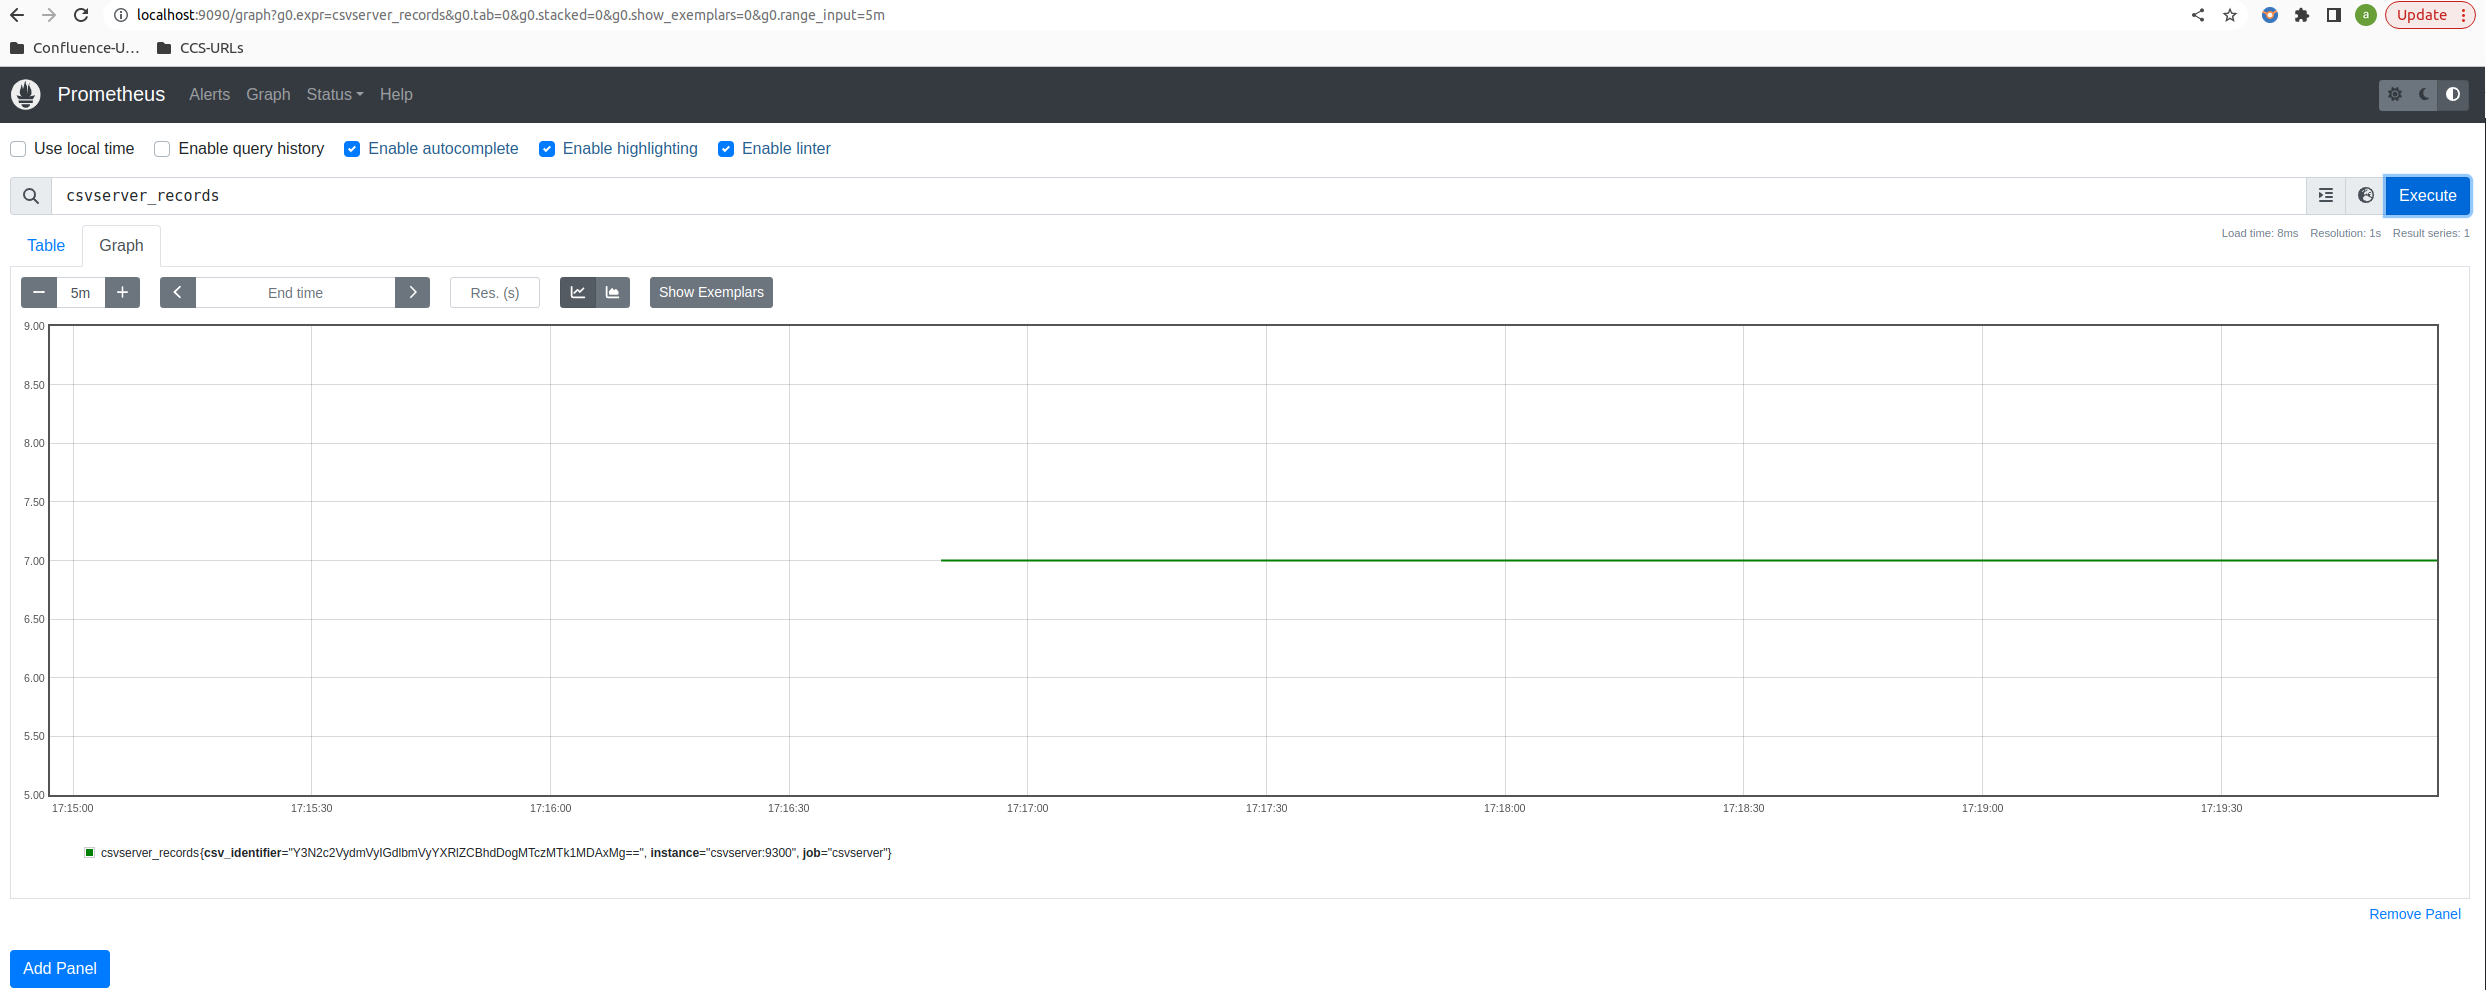 localhost:9090/graph?g0.expr=csvserver_records&g0.tab=0&g0.stacked=0&g0.show_exemplars=0&g0.range_input=5m
a
Update
Confluence-U... CCS-URLs
Prometheus Alerts Graph Status Help
Use local time Enable query history Enable autocomplete Enable highlighting Enable linter
csvserver_records
Execute
Table Graph
Load time: 8ms Resolution: 1s Result series: 1
5m End time Res. (s) Show Exemplars
9.00
8.50
8.00
7.50
7.00
6.50
6.00
5.50
5.00
17:15:00 17:15:30 17:16:00 17:16:30 17:17:00 17:17:30 17:18:00 17:18:30 17:19:00 17:19:30
csvserver_records{csv_identifier="Y3N2c2VydmVyIGdlbmVyYXRlZCBhdDogMTczMTk1MDAxMg==", instance="csvserver:9300", job="csvserver"}
Remove Panel
Add Panel